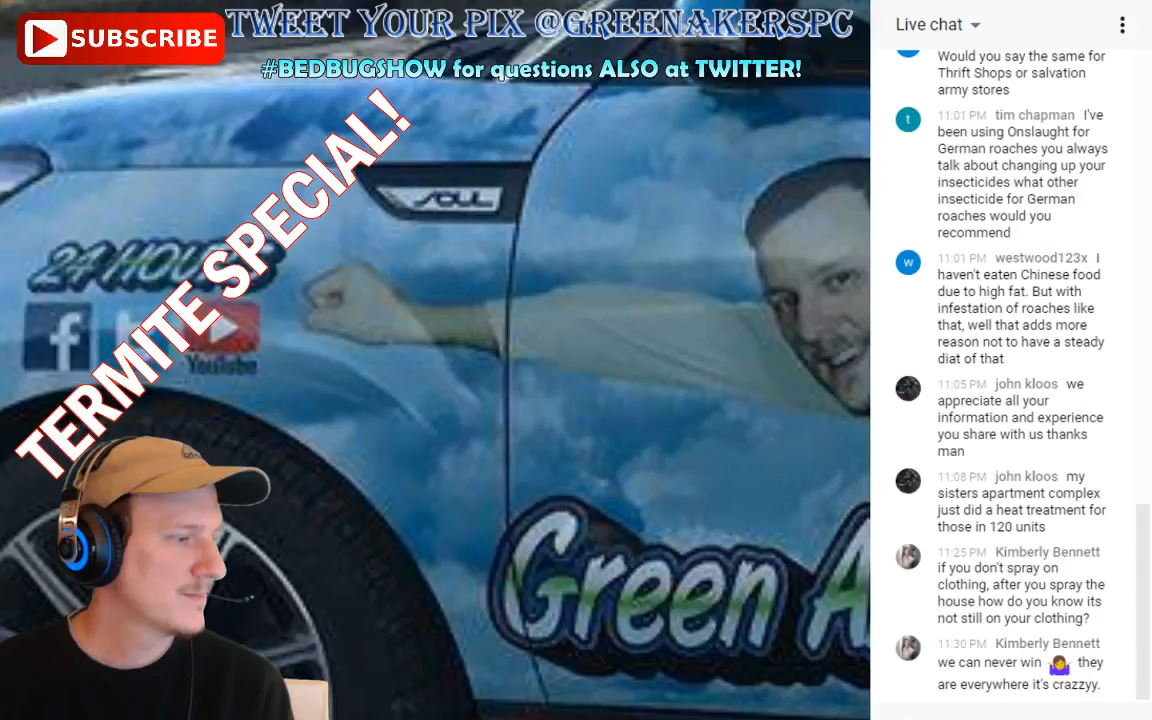 SUBSCRIBE
TWEET YOUR PIX @GREENAKERSPC
#BEDBUGSHOW for questions ALSO at TWITTER!
TERMITE SPECIAL!
SOUL
24 HOURS
f
Youtube
Green A
Live chat
Would you say the same for
Thrift Shops or salvation
army stores
t
11:01 PM tim chapman I've
been using Onslaught for
German roaches you always
talk about changing up your
insecticides what other
insecticide for German
roaches would you
recommend
w
11:01 PM westwood123x I
haven't eaten Chinese food
due to high fat. But with
infestation of roaches like
that, well that adds more
reason not to have a steady
diat of that
11:05 PM john kloos we
appreciate all your
information and experience
you share with us thanks
man
11:08 PM john kloos my
sisters apartment complex
just did a heat treatment for
those in 120 units
11:25 PM Kimberly Bennett
if you don't spray on
clothing, after you spray the
house how do you know its
not still on your clothing?
11:30 PM Kimberly Bennett
we can never win 🤷‍♀️ they
are everywhere it's crazzyy.